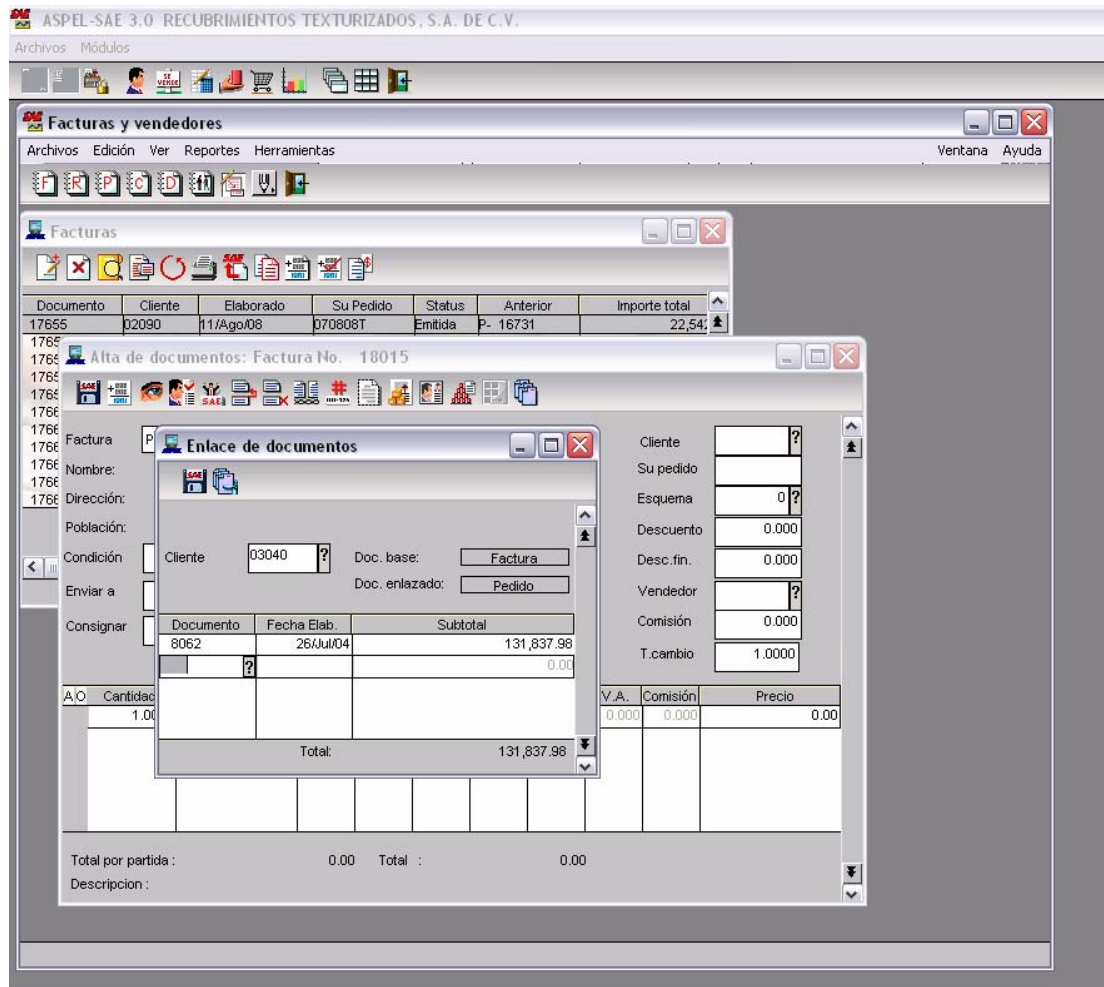 ASPEL-SAE 3.0 RECUBRIMIENTOS TEXTURIZADOS, S.A. DE C.V.
Archivos Módulos
SE VENDE
Facturas y vendedores
Archivos Edición Ver Reportes Herramientas Ventana Ayuda
F R P C D
Facturas
Documento Cliente Elaborado Su Pedido Status Anterior Importe total
17655 02090 11/Ago/08 070808T Emitida P- 16731 22,54
Alta de documentos: Factura No. 18015
Factura P
Nombre:
Dirección:
Población:
Condición
Enviar a
Consignar
Enlace de documentos
Cliente 03040 ? Doc. base: Factura
Doc. enlazado: Pedido
Documento Fecha Elab. Subtotal
8062 26/Jul/04 131,837.98
? 0.00
Total: 131,837.98
Cliente ?
Su pedido
Esquema 0 ?
Descuento 0.000
Desc.fin. 0.000
Vendedor ?
Comisión 0.000
T.cambio 1.0000
A O Cantidad V.A. Comisión Precio
1.00 0.000 0.000 0.00
Total por partida : 0.00 Total : 0.00
Descripcion :